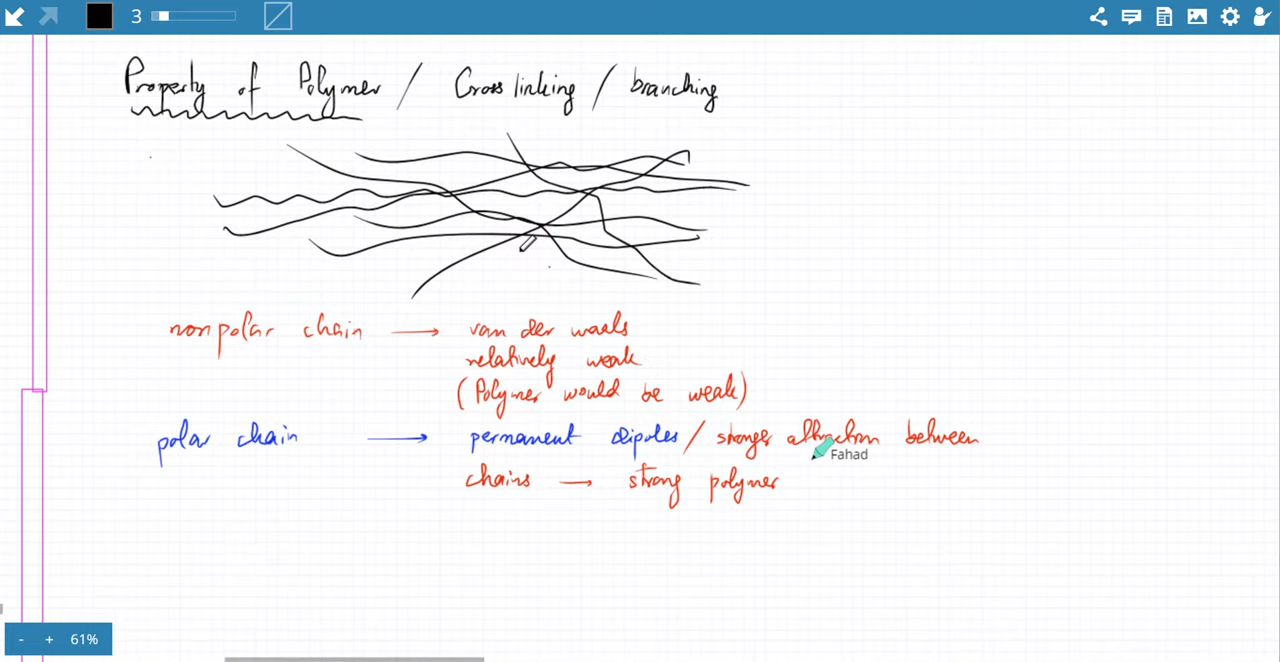 3
Property of Polymer / Cross linking / branching
nonpolar chain → van der waals
relatively weak
(Polymer would be weak)
polar chain → permanent dipoles / stronger attraction between
Fahad
chains → strong polymer
- + 61%